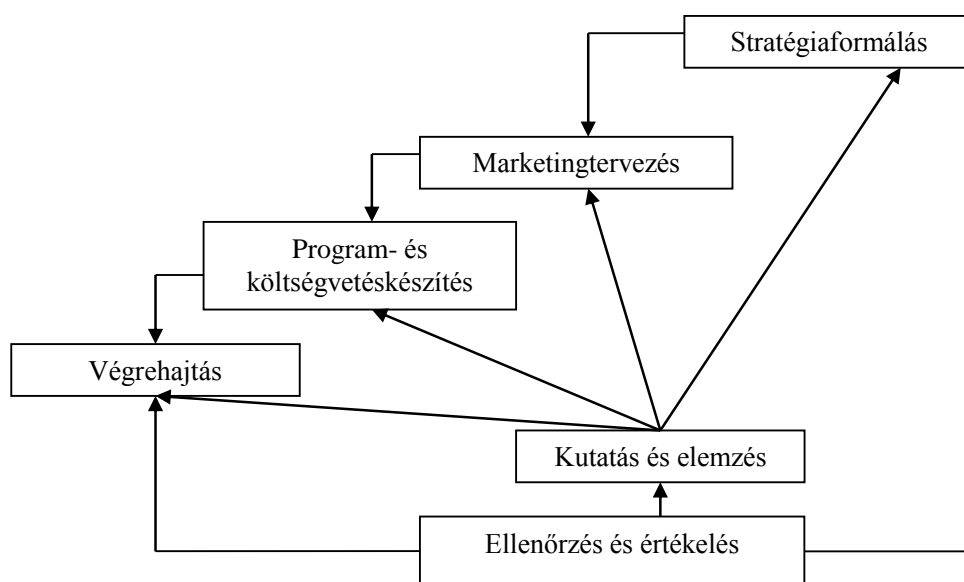 Stratégiaformálás
Marketingtervezés
Program- és
költségvetéskészítés
Végrehajtás
Kutatás és elemzés
Ellenőrzés és értékelés